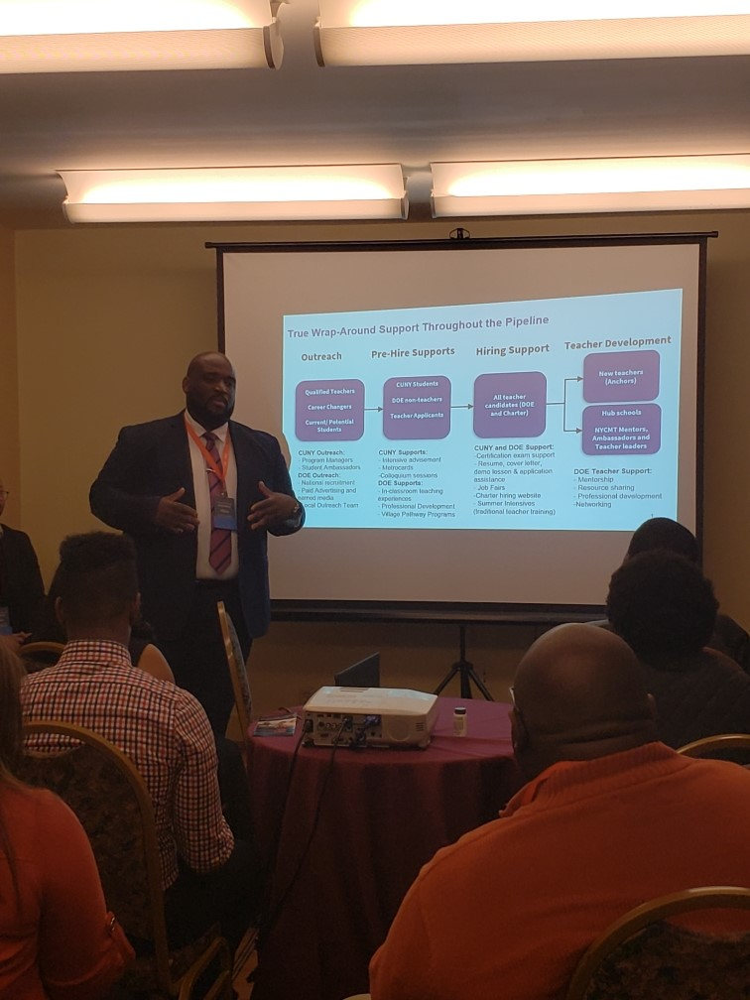 True Wrap-Around Support Throughout the Pipeline
Outreach
Qualified Teachers
Career Changers
Current/ Potential
Students
CUNY Outreach:
- Program Managers
- Student Ambassadors
DOE Outreach:
- National recruitment
- Paid Advertising and
earned media
ocal Outreach Team
Pre-Hire Supports
CUNY Students
DOE non-teachers
Teacher Applicants
CUNY Supports:
- Intensive advisement
- Metrocards
-Colloquium sessions
DOE Supports:
- In-classroom teaching
experiences
- Professional Development
- Village Pathway Programs
Hiring Support
All teacher
candidates (DOE
and Charter)
CUNY and DOE Support:
-Certification exam support
- Resume, cover letter,
demo lesson & application
assistance
- Job Fairs
-Charter hiring website
- Summer Intensives
(traditional teacher training)
Teacher Development
New teachers
(Anchors)
Hub schools
NYCMT Mentors,
Ambassadors and
Teacher leaders
DOE Teacher Support:
- Mentorship
- Resource sharing
- Professional development
-Networking